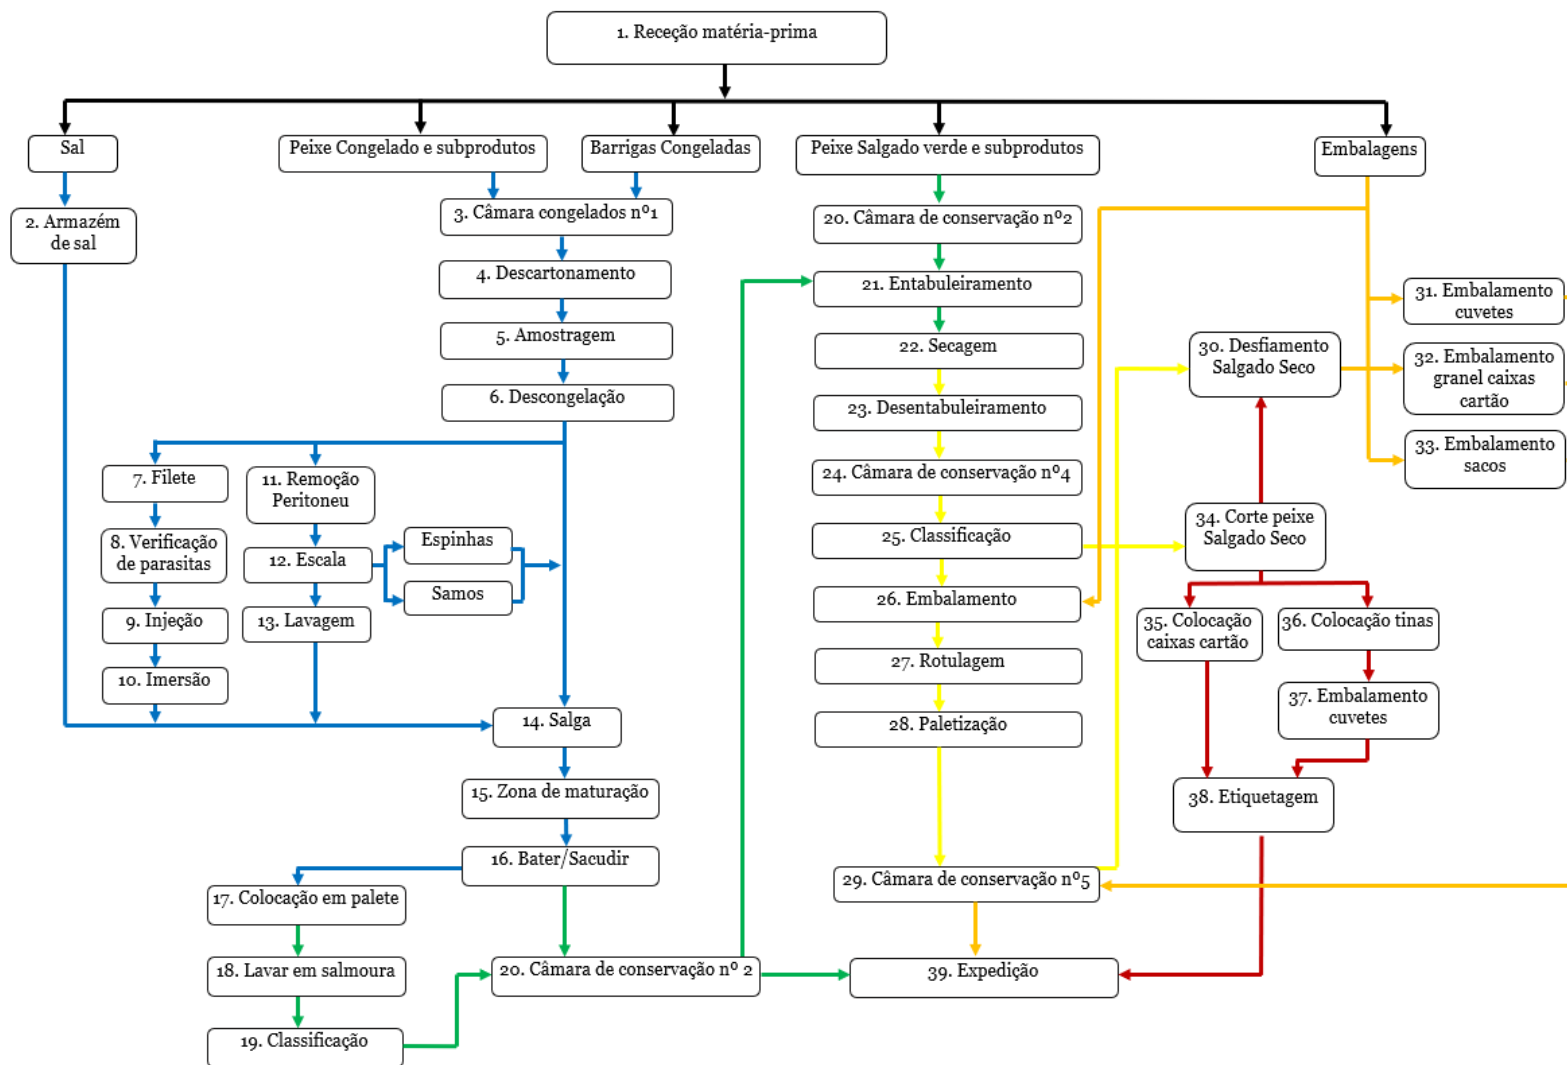 1. Receção matéria-prima
Sal
Peixe Congelado e subprodutos
Barrigas Congeladas
Peixe Salgado verde e subprodutos
Embalagens
2. Armazém
de sal
3. Câmara congelados nº1
4. Descartonamento
5. Amostragem
6. Descongelação
7. Filete
8. Verificação
de parasitas
9. Injeção
10. Imersão
11. Remoção
Peritoneu
12. Escala
13. Lavagem
Espinhas
Samos
14. Salga
15. Zona de maturação
16. Bater/Sacudir
17. Colocação em palete
18. Lavar em salmoura
19. Classificação
20. Câmara de conservação nº 2
20. Câmara de conservação nº2
21. Entabuleiramento
22. Secagem
23. Desentabuleiramento
24. Câmara de conservação nº4
25. Classificação
26. Embalamento
27. Rotulagem
28. Paletização
29. Câmara de conservação nº5
39. Expedição
30. Desfiamento
Salgado Seco
31. Embalamento
cuvetes
32. Embalamento
granel caixas
cartão
33. Embalamento
sacos
34. Corte peixe
Salgado Seco
35. Colocação
caixas cartão
36. Colocação tinas
37. Embalamento
cuvetes
38. Etiquetagem